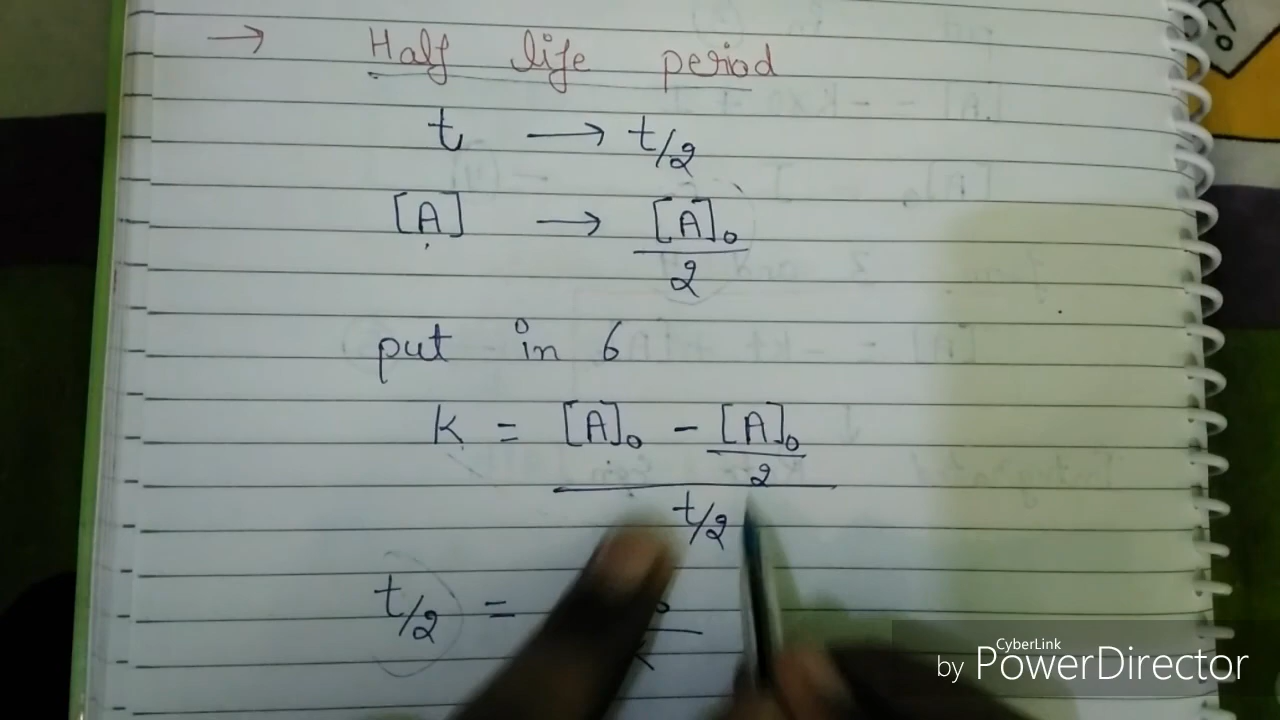 → Half life period
t → t/2
[A] → [A]₀/2
put in 6
k = [A]₀ - [A]₀/2
t/2
t/2 =
CyberLink
by PowerDirector